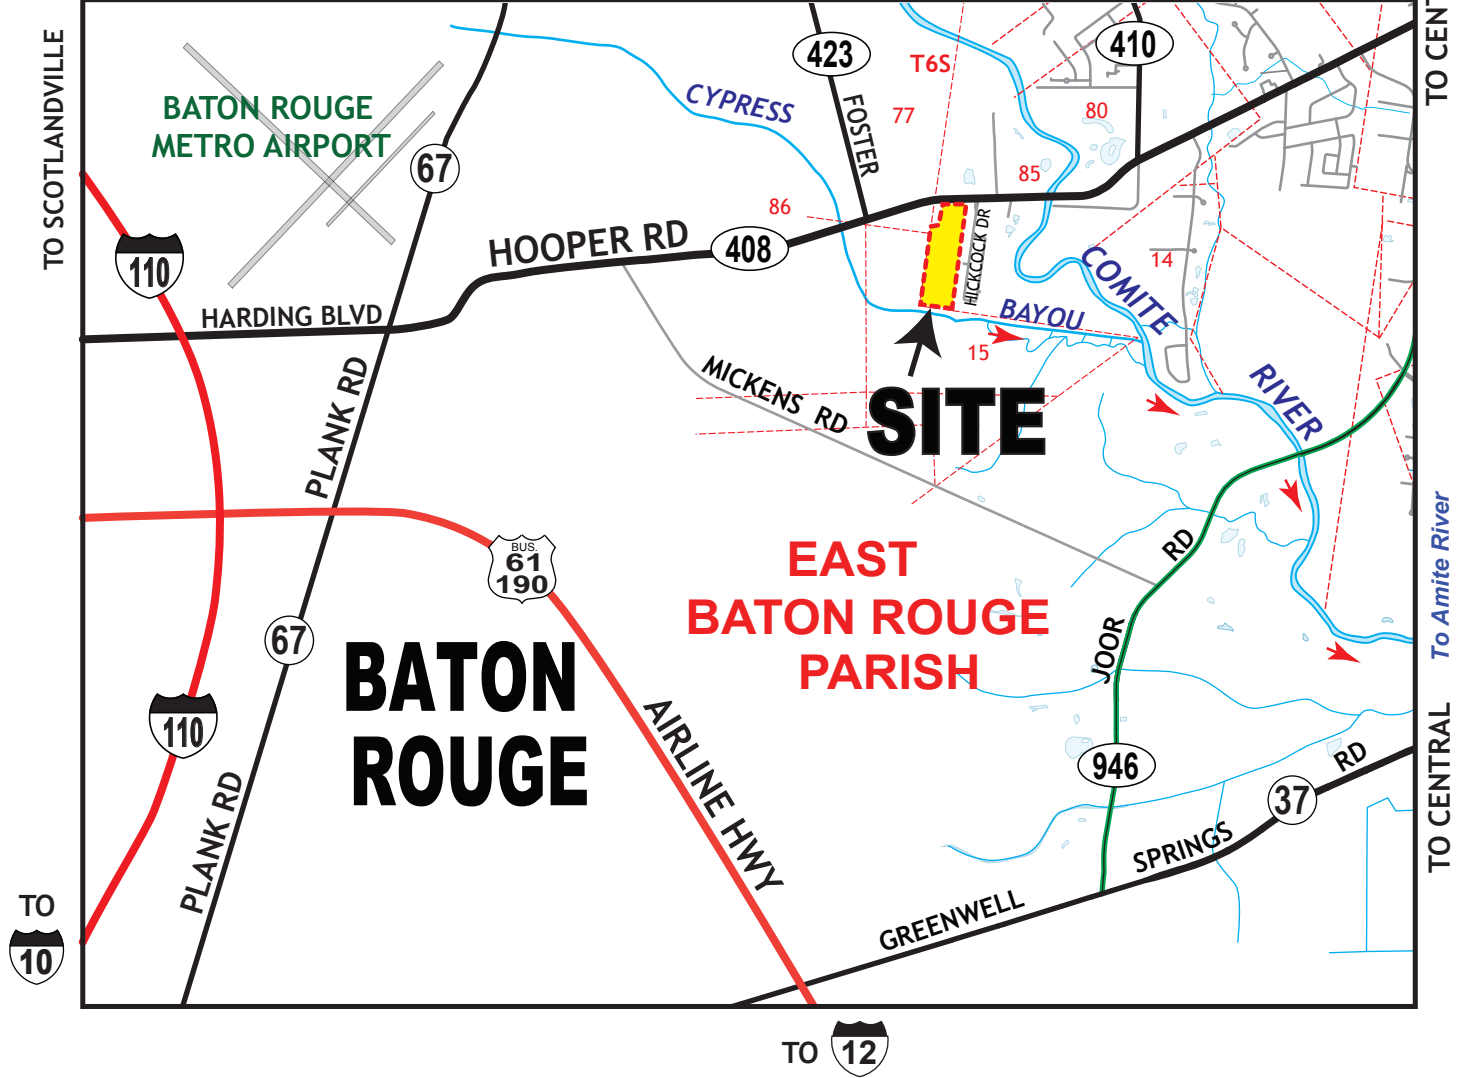 TO SCOTLANDVILLE
BATON ROUGE
METRO AIRPORT
67
110
HARDING BLVD
HOOPER RD
408
CYPRESS
423
FOSTER
T6S
77
410
80
85
86
TO CENT
HICKCOCK DR
BAYOU
15
COMITE
14
RIVER
SITE
MICKENS RD
PLANK RD
BUS.
61
190
EAST
BATON ROUGE
PARISH
67
BATON
ROUGE
110
PLANK RD
AIRLINE HWY
JOOR
RD
946
To Amite River
TO CENTRAL
37
GREENWELL
SPRINGS
RD
TO
10
TO 12